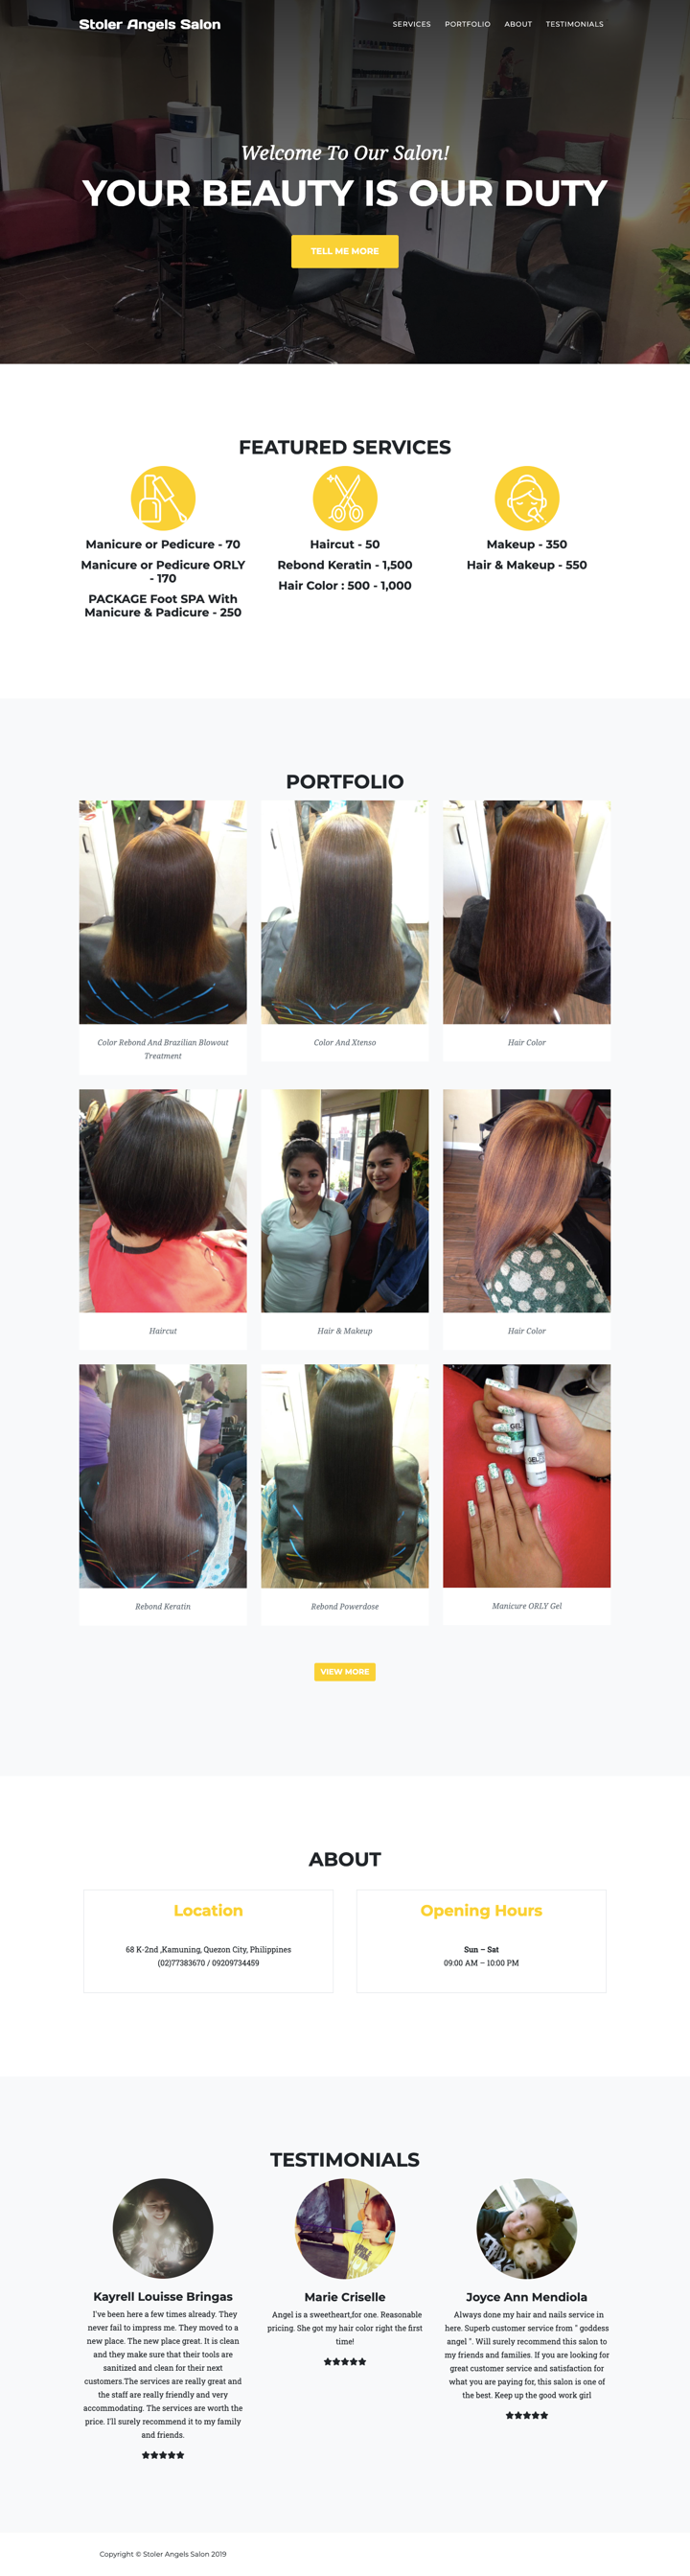 Stoler Angels Salon
SERVICES PORTFOLIO ABOUT TESTIMONIALS
Welcome To Our Salon!
YOUR BEAUTY IS OUR DUTY
TELL ME MORE
FEATURED SERVICES
Manicure or Pedicure - 70
Manicure or Pedicure ORLY
- 170
PACKAGE Foot SPA With
Manicure & Padicure - 250
Haircut - 50
Rebond Keratin - 1,500
Hair Color : 500 - 1,000
Makeup - 350
Hair & Makeup - 550
PORTFOLIO
Color Rebond And Brazilian Blowout
Treatment
Color And Xtenso
Hair Color
Haircut
Hair & Makeup
Hair Color
GEL
GEL
Rebond Keratin
Rebond Powerdose
Manicure ORLY Gel
VIEW MORE
ABOUT
Location
68 K-2nd ,Kamuning, Quezon City, Philippines
(02)77383670 / 09209734459
Opening Hours
Sun – Sat
09:00 AM – 10:00 PM
TESTIMONIALS
Kayrell Louisse Bringas
I've been here a few times already. They
never fail to impress me. They moved to a
new place. The new place great. It is clean
and they make sure that their tools are
sanitized and clean for their next
customers.The services are really great and
the staff are really friendly and very
accommodating. The services are worth the
price. I'll surely recommend it to my family
and friends.
Marie Criselle
Angel is a sweetheart,for one. Reasonable
pricing. She got my hair color right the first
time!
Joyce Ann Mendiola
Always done my hair and nails service in
here. Superb customer service from " goddess
angel ". Will surely recommend this salon to
my friends and families. If you are looking for
great customer service and satisfaction for
what you are paying for, this salon is one of
the best. Keep up the good work girl
Copyright © Stoler Angels Salon 2019